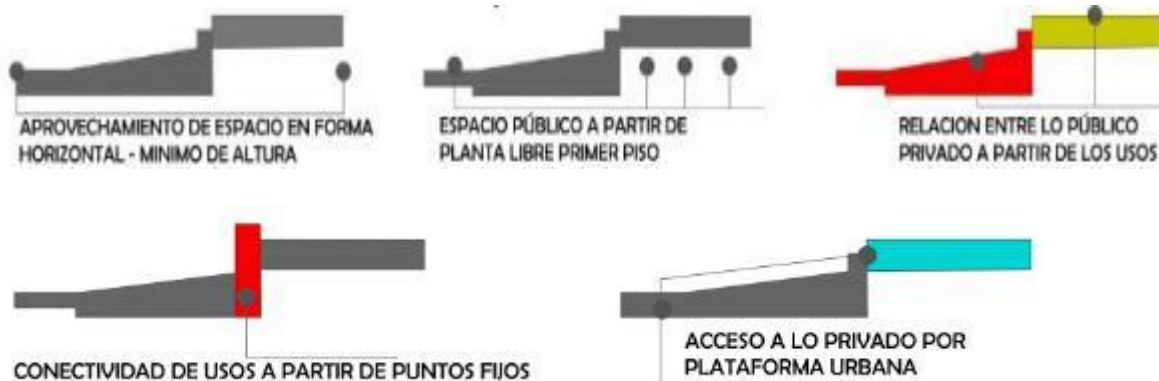 APROVECHAMIENTO DE ESPACIO EN FORMA
HORIZONTAL - MINIMO DE ALTURA
ESPACIO PÚBLICO A PARTIR DE
PLANTA LIBRE PRIMER PISO
RELACION ENTRE LO PÚBLICO
PRIVADO A PARTIR DE LOS USOS
CONECTIVIDAD DE USOS A PARTIR DE PUNTOS FIJOS
ACCESO A LO PRIVADO POR
PLATAFORMA URBANA